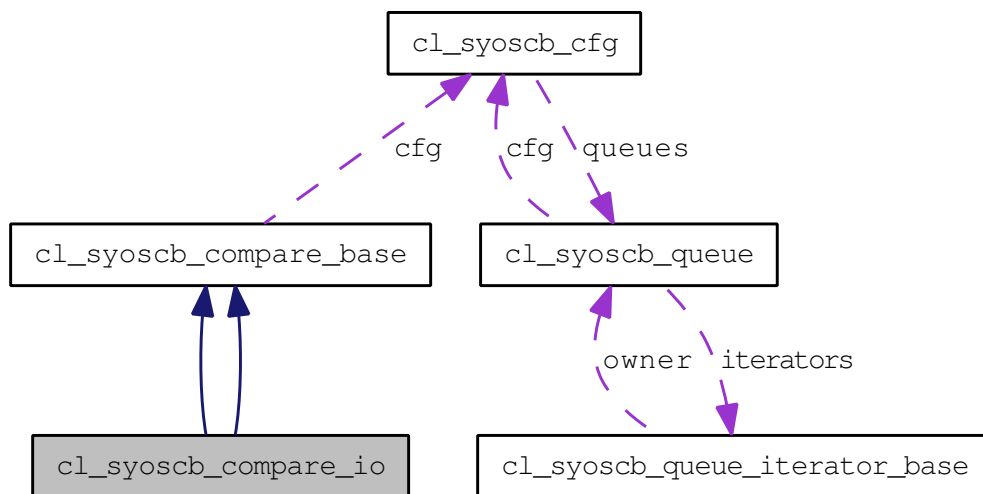 cl_syoscb_cfg
cfg
cfg
queues
cl_syoscb_compare_base
cl_syoscb_queue
owner
iterators
cl_syoscb_compare_io
cl_syoscb_queue_iterator_base